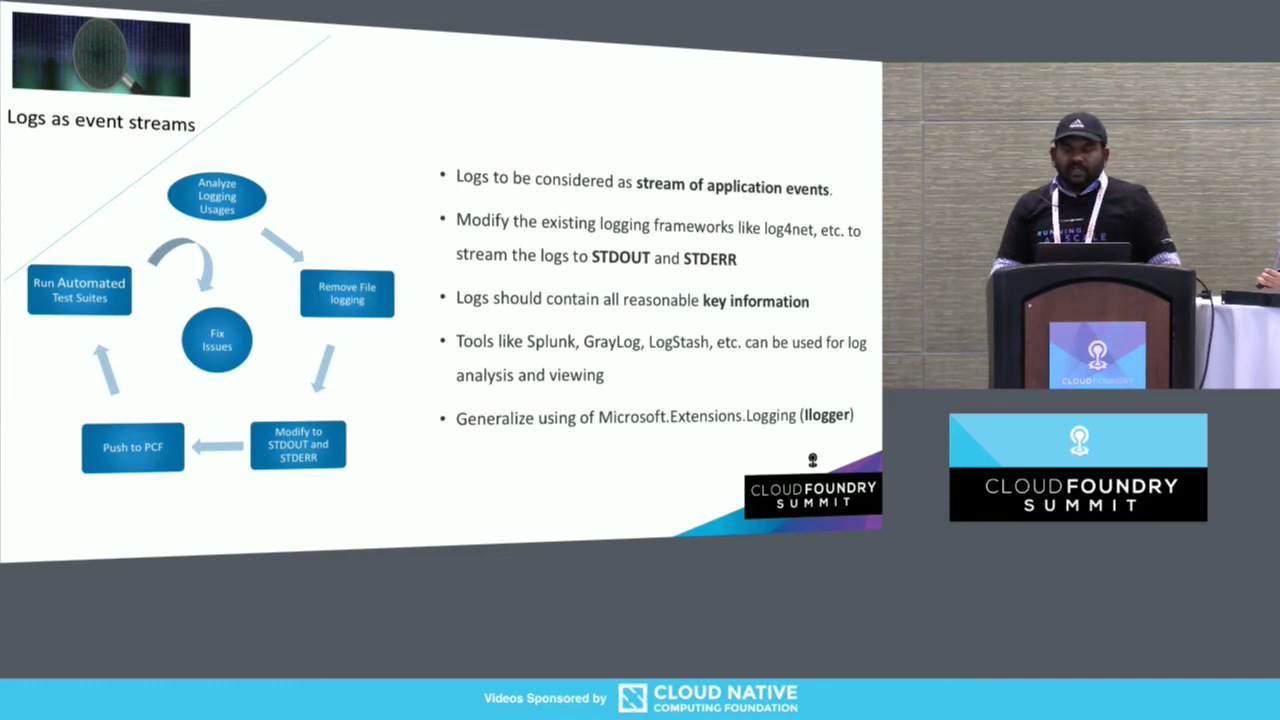 Logs as event streams
Analyze
Logging
Usages
Remove File
logging
Modify to
STDOUT and
STDERR
Push to PCF
Run Automated
Test Suites
Fix
Issues
• Logs to be considered as stream of application events.
• Modify the existing logging frameworks like log4net, etc. to
stream the logs to STDOUT and STDERR
• Logs should contain all reasonable key information
• Tools like Splunk, GrayLog, LogStash, etc. can be used for log
analysis and viewing
• Generalize using of Microsoft.Extensions.Logging (Ilogger)
CLOUDFOUNDRY
SUMMIT
RUNNING
AT SCALE
CLOUDFOUNDRY
CLOUDFOUNDRY
SUMMIT
Videos Sponsored by
CLOUD NATIVE
COMPUTING FOUNDATION